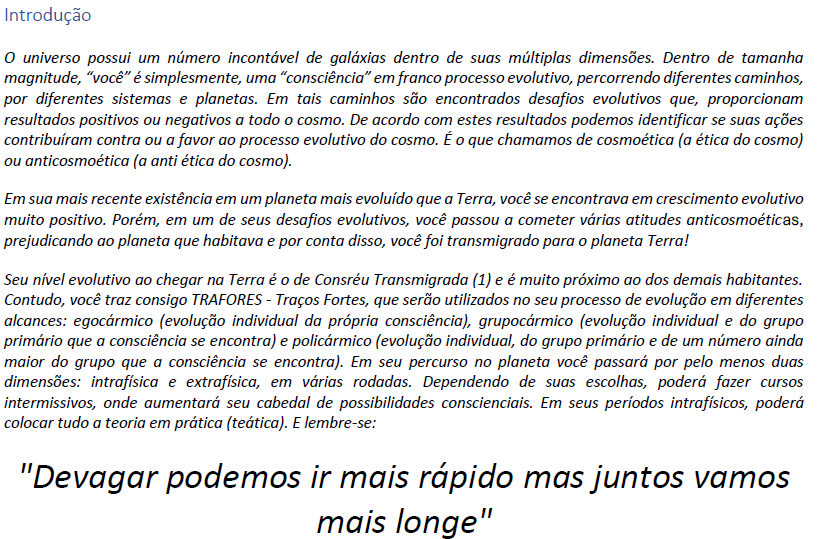 Introdução
O universo possui um número incontável de galáxias dentro de suas múltiplas dimensões. Dentro de tamanha
magnitude, “você” é simplesmente, uma “consciência” em franco processo evolutivo, percorrendo diferentes caminhos,
por diferentes sistemas e planetas. Em tais caminhos são encontrados desafios evolutivos que, proporcionam
resultados positivos ou negativos a todo o cosmo. De acordo com estes resultados podemos identificar se suas ações
contribuíram contra ou a favor ao processo evolutivo do cosmo. É o que chamamos de cosmoética (a ética do cosmo)
ou anticosmoética (a anti ética do cosmo).
Em sua mais recente existência em um planeta mais evoluído que a Terra, você se encontrava em crescimento evolutivo
muito positivo. Porém, em um de seus desafios evolutivos, você passou a cometer várias atitudes anticosmoéticas,
prejudicando ao planeta que habitava e por conta disso, você foi transmigrado para o planeta Terra!
Seu nível evolutivo ao chegar na Terra é o de Consréu Transmigrada (1) e é muito próximo ao dos demais habitantes.
Contudo, você traz consigo TRAFORES - Traços Fortes, que serão utilizados no seu processo de evolução em diferentes
alcances: egocármico (evolução individual da própria consciência), grupocármico (evolução individual e do grupo
primário que a consciência se encontra) e policármico (evolução individual, do grupo primário e de um número ainda
maior do grupo que a consciência se encontra). Em seu percurso no planeta você passará por pelo menos duas
dimensões: intrafísica e extrafísica, em várias rodadas. Dependendo de suas escolhas, poderá fazer cursos
intermissivos, onde aumentará seu cabedal de possibilidades conscienciais. Em seus períodos intrafísicos, poderá
colocar tudo a teoria em prática (teática). E lembre-se:
"Devagar podemos ir mais rápido mas juntos vamos
mais longe"